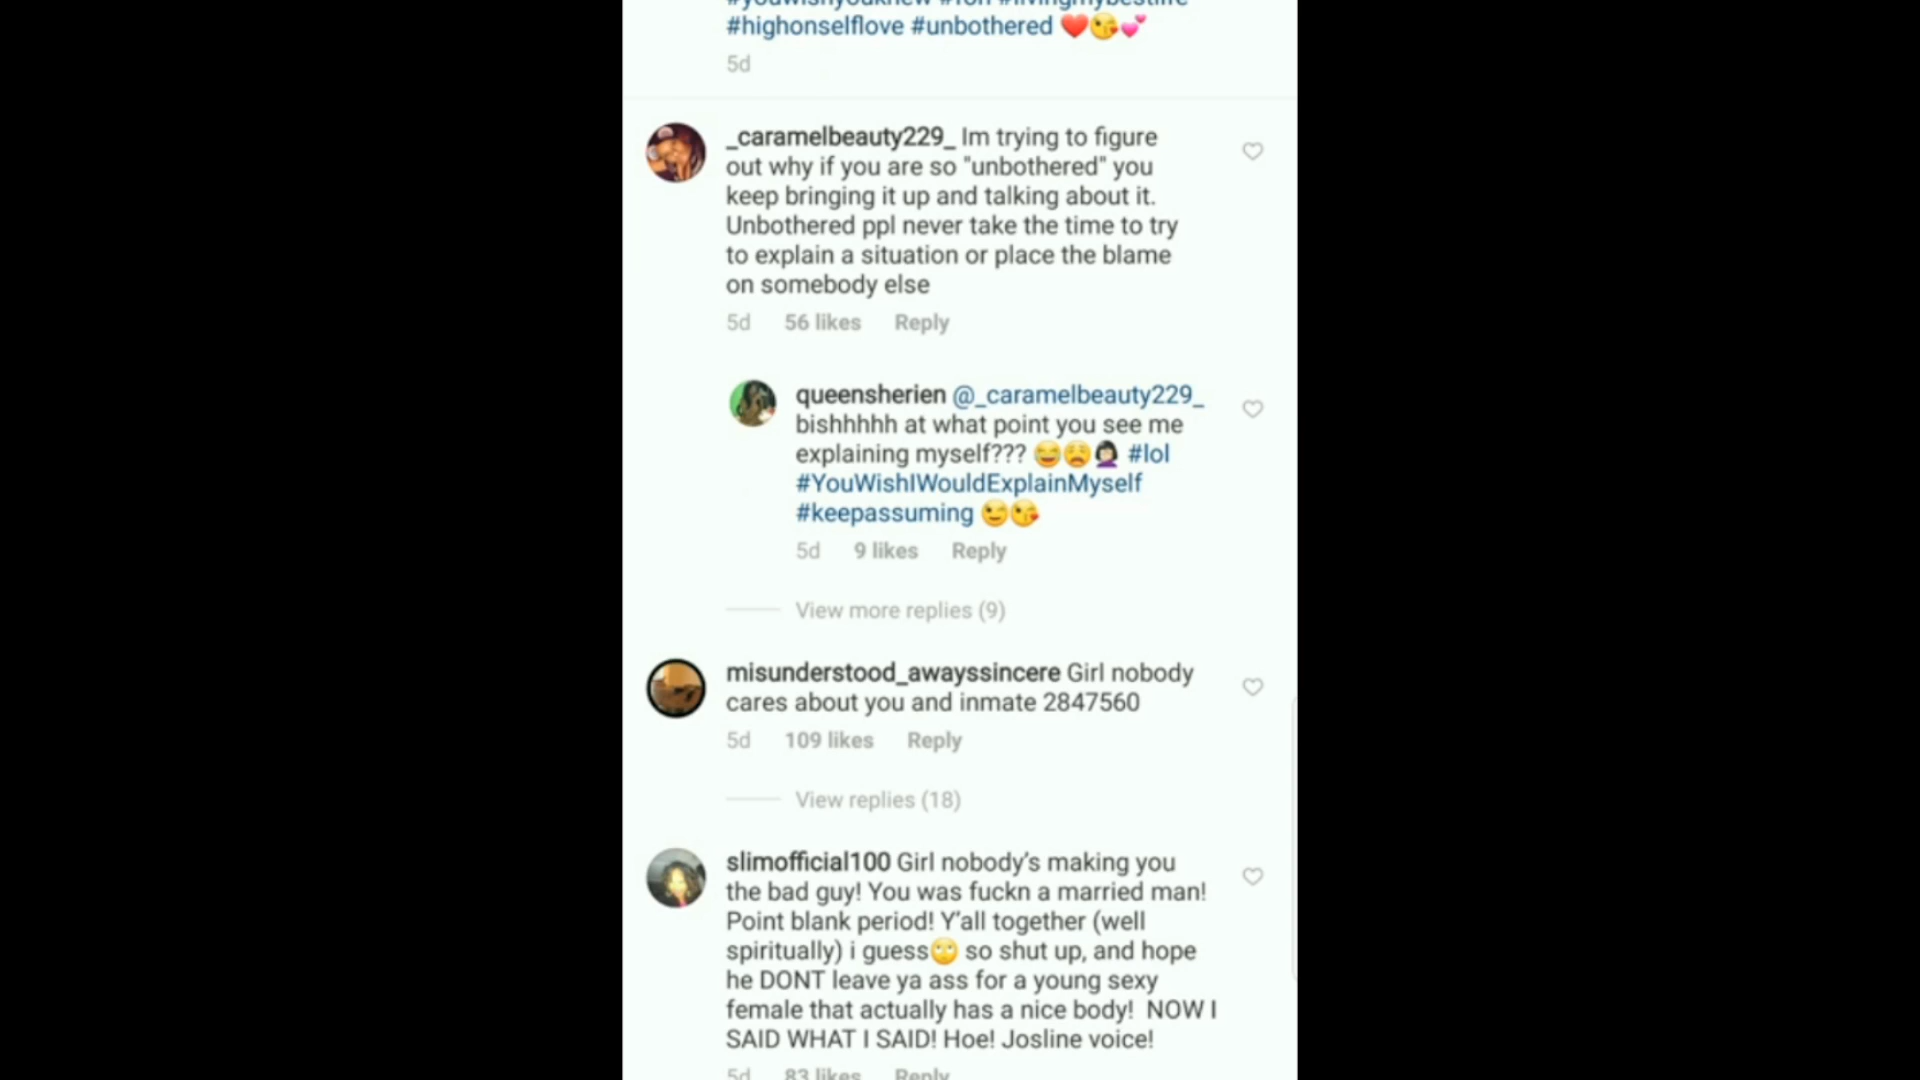 #highonselflove #unbothered ❤️😘💕
5d
_caramelbeauty229_ Im trying to figure
out why if you are so "unbothered" you
keep bringing it up and talking about it.
Unbothered ppl never take the time to try
to explain a situation or place the blame
on somebody else
5d 56 likes Reply
queensherien @_caramelbeauty229_
bishhhhh at what point you see me
explaining myself??? 😂😩🤦🏻‍♀️ #lol
#YouWishIWouldExplainMyself
#keepassuming 😉😘
5d 9 likes Reply
View more replies (9)
misunderstood_awayssincere Girl nobody
cares about you and inmate 2847560
5d 109 likes Reply
View replies (18)
slimofficial100 Girl nobody’s making you
the bad guy! You was fuckn a married man!
Point blank period! Y’all together (well
spiritually) i guess🙄 so shut up, and hope
he DONT leave ya ass for a young sexy
female that actually has a nice body! NOW I
SAID WHAT I SAID! Hoe! Josline voice!
5d 83 likes Reply